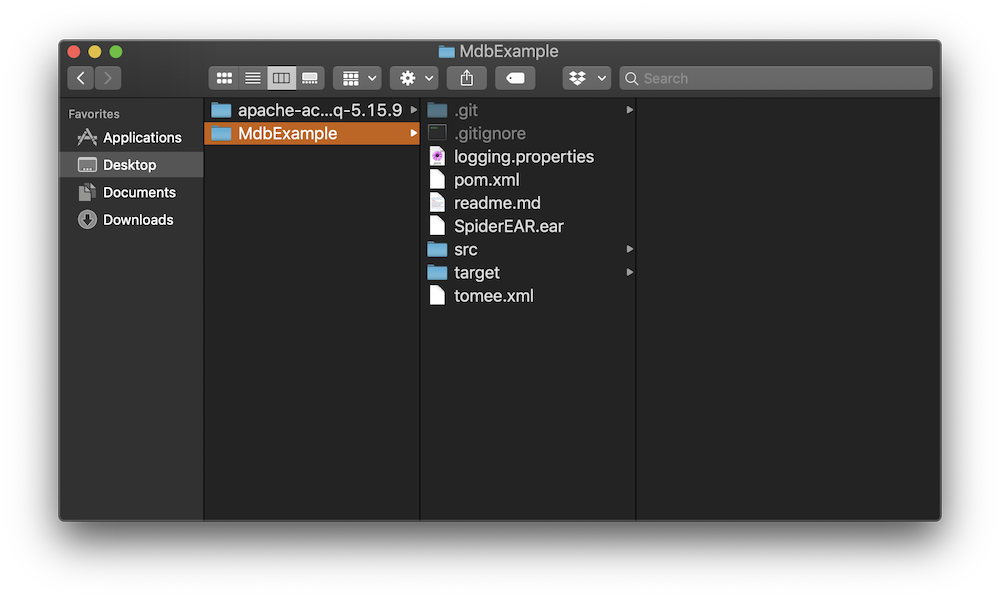 MdbExample
Search
Favorites
Applications
Desktop
Documents
Downloads
apache-ac...q-5.15.9
MdbExample
.git
.gitignore
logging.properties
pom.xml
readme.md
SpiderEAR.ear
src
target
tomee.xml